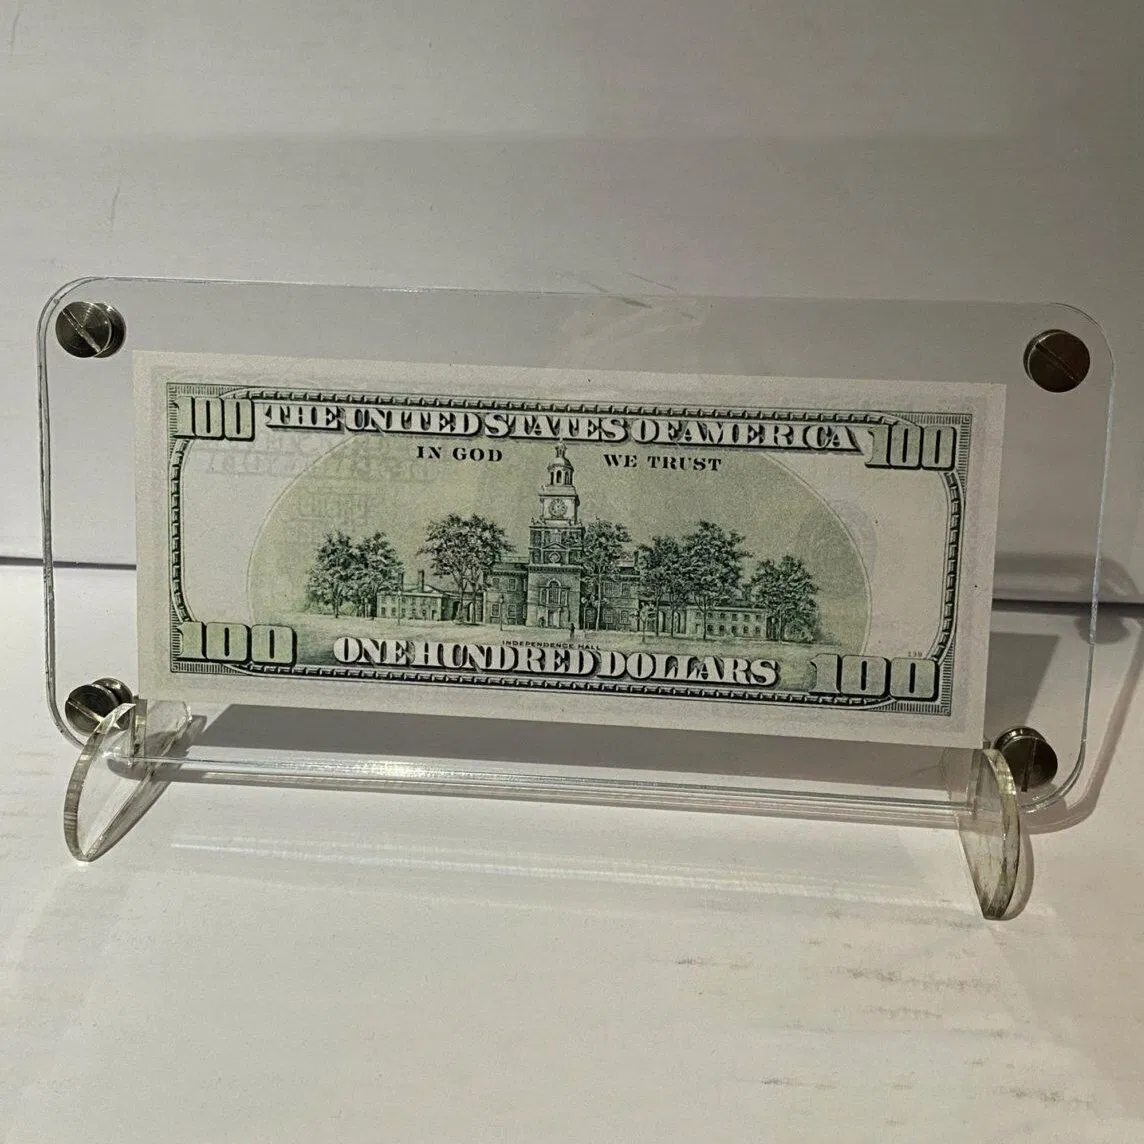 100 THE UNITED STATES OF AMERICA 100
IN GOD WE TRUST
INDEPENDENCE HALL
100 ONE HUNDRED DOLLARS 100